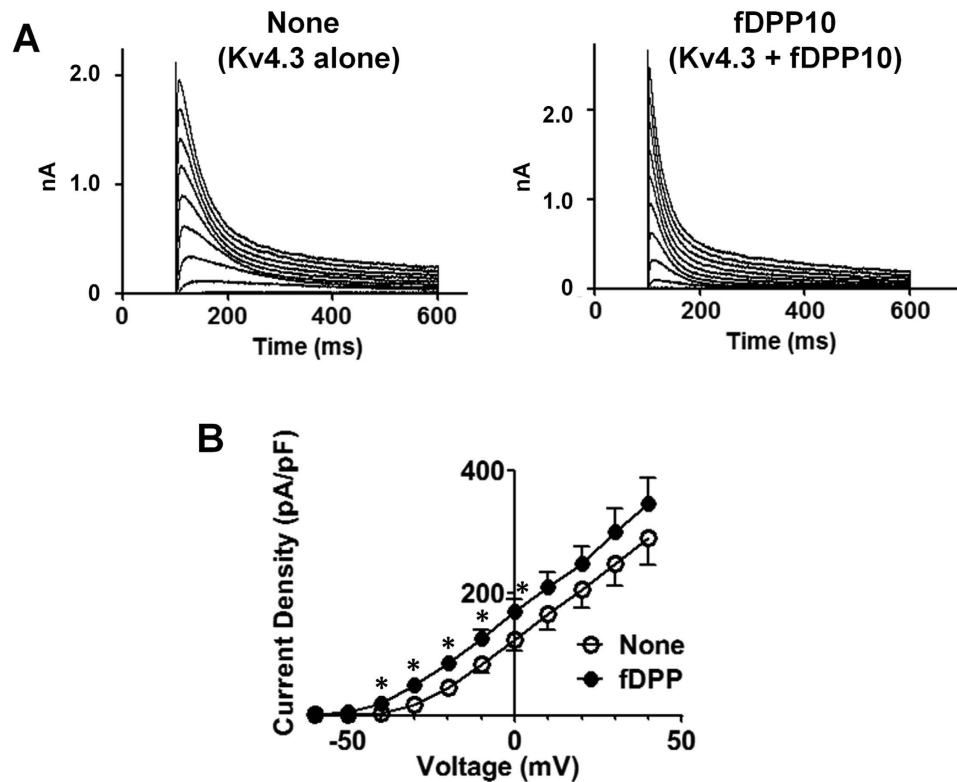 A
None
(Kv4.3 alone)
fDPP10
(Kv4.3 + fDPP10)
2.0
1.0
0
nA
0
200
400
600
Time (ms)
2.0
1.0
0
nA
0
200
400
600
Time (ms)
B
Current Density (pA/pF)
400
200
*
*
*
*
*
None
fDPP
-50
0
50
Voltage (mV)